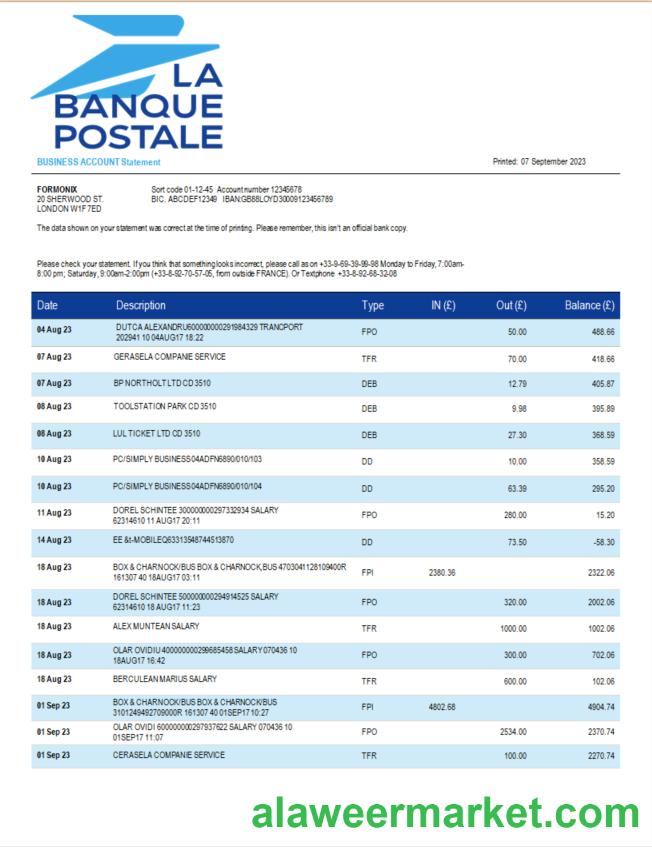 LA
BANQUE
POSTALE
BUSINESS ACCOUNT Statement
Printed: 07 September 2023
FORMONIX
20 SHERWOOD ST.
LONDON W1F 7ED
Sort code 01-12-45 Account number 12345678
BIC. ABCDEF12349 IBAN:GB88LOYD30009123456789
The data shown on your statement was correct at the time of printing. Please remember, this isn't an official bank copy.
Please check your statement. If you think that something looks incorrect, please call as on +33-9-69-39-99-98 Monday to Friday, 7:00am-
8:00 pm; Saturday, 9:00am-2:00pm (+33-8-92-70-57-05, from outside FRANCE). Or Textphone +33-8-92-68-32-08
Date Description Type IN (£) Out (£) Balance (£)
04 Aug 23 DUTCA ALEXANDRU600000000291984329 TRANCPORT FPO 50.00 488.66
202941 10 04AUG17 18:22
07 Aug 23 GERASELA COMPANIE SERVICE TFR 70.00 418.66
07 Aug 23 BP NORTHOLT LTD CD 3510 DEB 12.79 405.87
08 Aug 23 TOOLSTATION PARK CD 3510 DEB 9.98 395.89
08 Aug 23 LUL TICKET LTD CD 3510 DEB 27.30 368.59
10 Aug 23 PC/SIMPLY BUSINESS04ADFN6890/010/103 DD 10.00 358.59
10 Aug 23 PC/SIMPLY BUSINESS04ADFN6890/010/104 DD 63.39 295.20
11 Aug 23 DOREL SCHINTEE 300000000297332934 SALARY FPO 280.00 15.20
62314610 11 AUG17 20:11
14 Aug 23 EE &t-MOBILEQ63313548744513870 DD 73.50 -58.30
18 Aug 23 BOX & CHARNOCK/BUS BOX & CHARNOCK,BUS 4703041128109400R FPI 2380.36 2322.06
161307 40 18AUG17 03:11
18 Aug 23 DOREL SCHINTEE 500000000294914525 SALARY FPO 320.00 2002.06
62314610 18 AUG17 11:23
18 Aug 23 ALEX MUNTEAN SALARY TFR 1000.00 1002.06
18 Aug 23 OLAR OVIDIU 400000000299685458 SALARY 070436 10 FPO 300.00 702.06
18AUG17 16:42
18 Aug 23 BERCULEAN MARIUS SALARY TFR 600.00 102.06
01 Sep 23 BOX & CHARNOCK/BUS BOX & CHARNOCK/BUS FPI 4802.68 4904.74
3101249492709000R 161307 40 01SEP17 10:27
01 Sep 23 OLAR OVIDI 600000000297937622 SALARY 070436 10 FPO 2534.00 2370.74
01SEP17 11:07
01 Sep 23 CERASELA COMPANIE SERVICE TFR 100.00 2270.74
alaweermarket.com